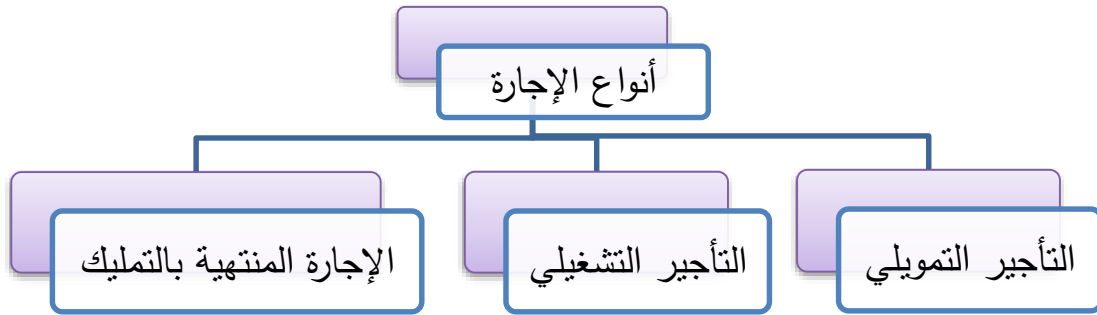 أنواع الإجارة
التأجير التمويلي
التأجير التشغيلي
الإجارة المنتهية بالتمليك